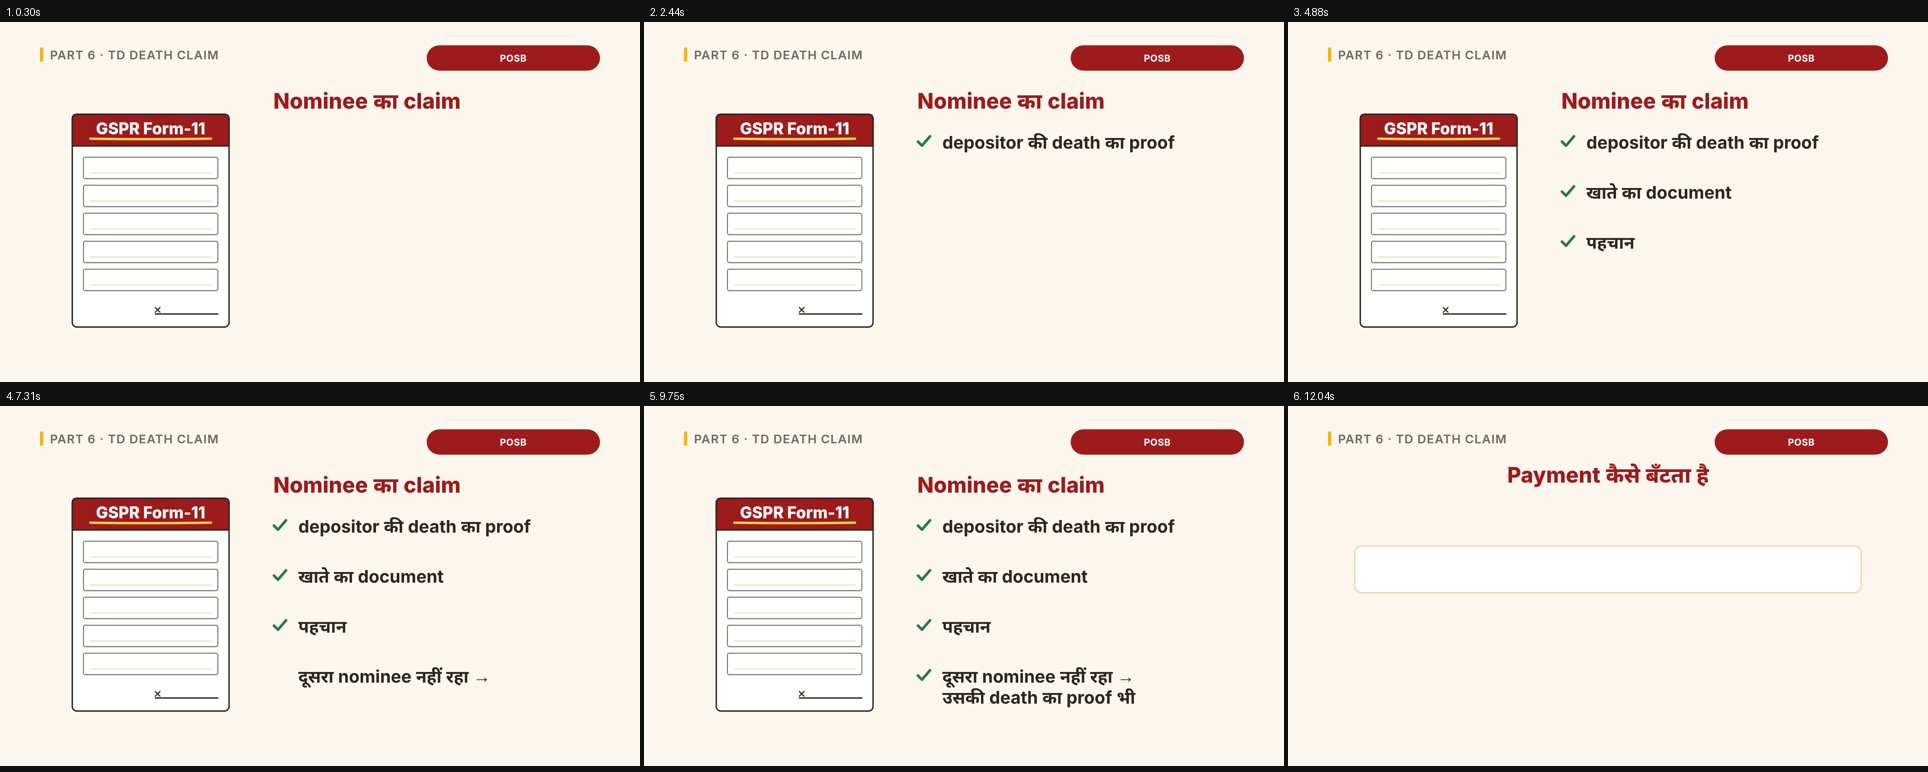 1. 0.30s
PART 6 · TD DEATH CLAIM
POSB
Nominee का claim
GSPR Form-11
×
2. 2.44s
PART 6 · TD DEATH CLAIM
POSB
Nominee का claim
GSPR Form-11
depositor की death का proof
×
3. 4.88s
PART 6 · TD DEATH CLAIM
POSB
Nominee का claim
GSPR Form-11
depositor की death का proof
खाते का document
पहचान
×
4. 7.31s
PART 6 · TD DEATH CLAIM
POSB
Nominee का claim
GSPR Form-11
depositor की death का proof
खाते का document
पहचान
दूसरा nominee नहीं रहा →
×
5. 9.75s
PART 6 · TD DEATH CLAIM
POSB
Nominee का claim
GSPR Form-11
depositor की death का proof
खाते का document
पहचान
दूसरा nominee नहीं रहा →
उसकी death का proof भी
×
6. 12.04s
PART 6 · TD DEATH CLAIM
POSB
Payment कैसे बँटता है